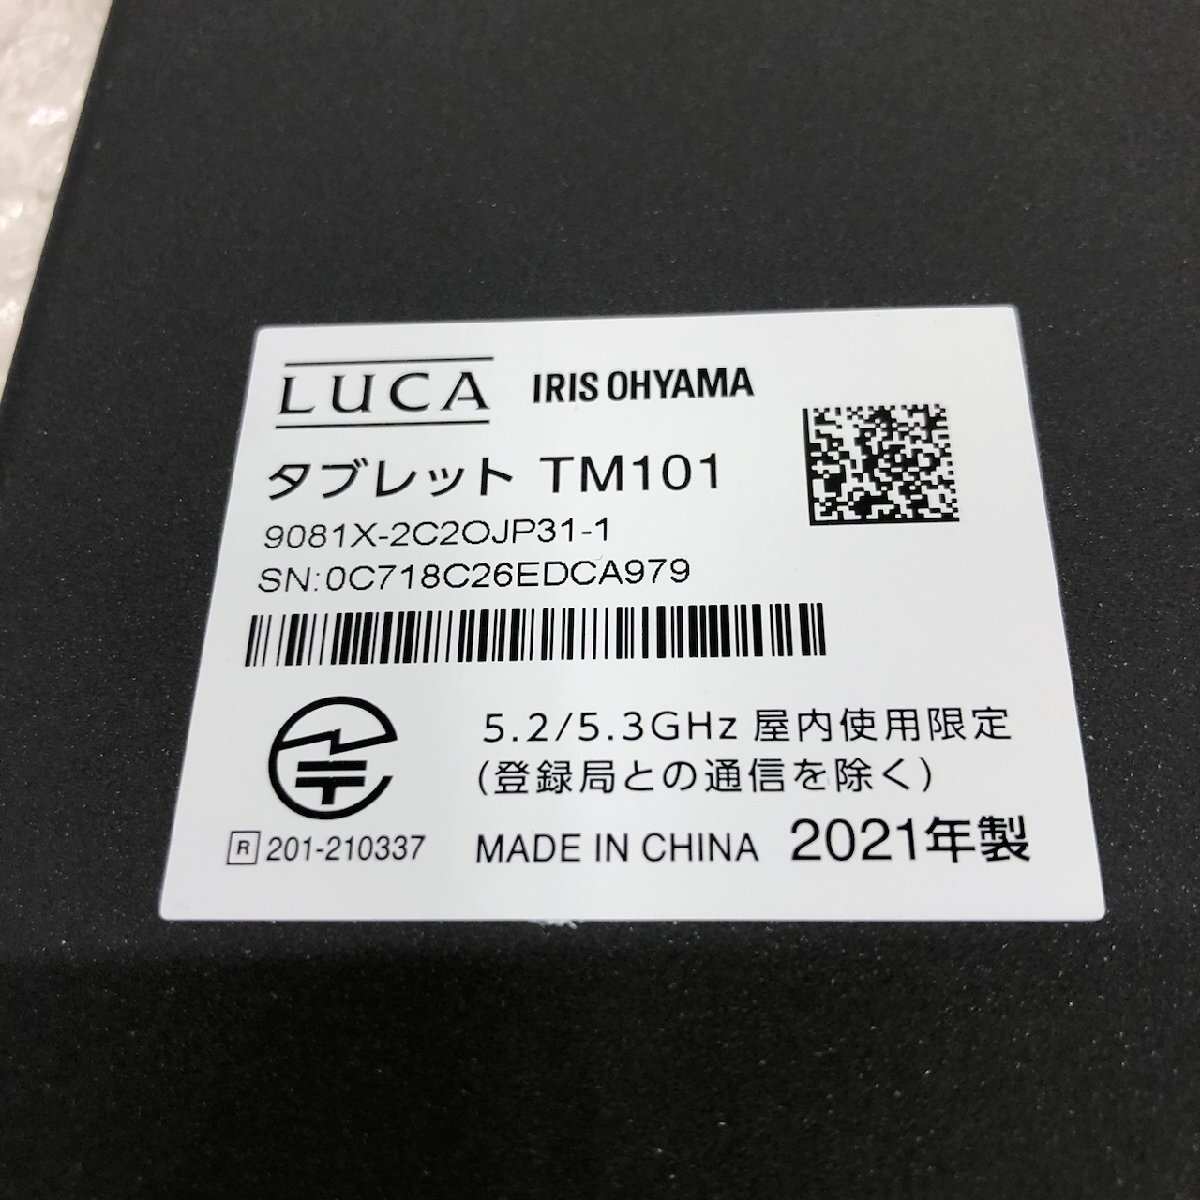 LUCA IRIS OHYAMA
タブレット TM101
9081X-2C2OJP31-1
SN:0C718C26EDCA979
5.2/5.3GHz 屋内使用限定
(登録局との通信を除く)
R 201-210337 MADE IN CHINA 2021年製